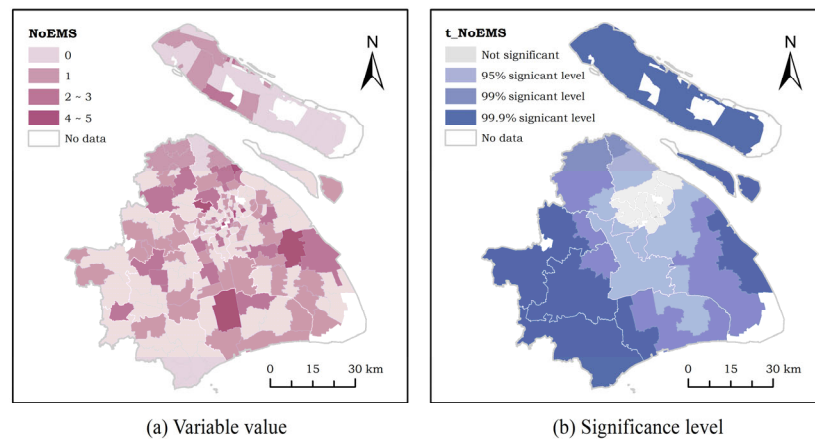 NoEMS
0
1
2 ~ 3
4 ~ 5
No data
N
0 15 30 km
t_NoEMS
Not significant
95% signicant level
99% signicant level
99.9% signicant level
No data
N
0 15 30 km
(a) Variable value
(b) Significance level